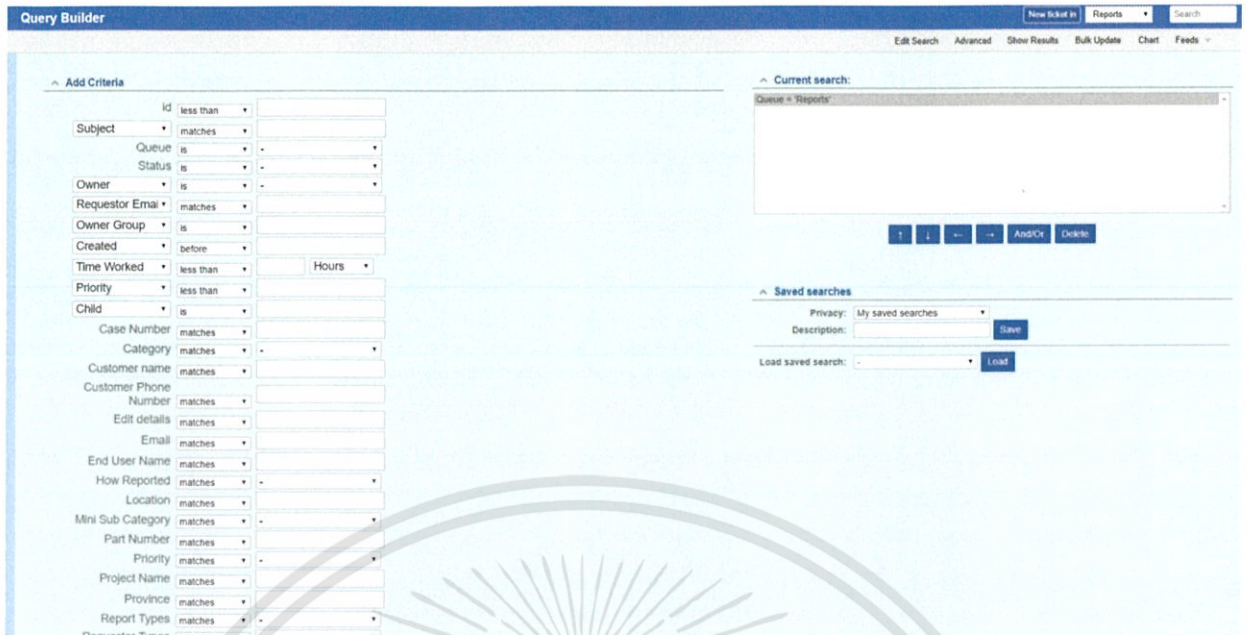 Query Builder
New ticket in Reports Search
Edit Search Advanced Show Results Bulk Update Chart Feeds
Add Criteria
id less than
Subject matches
Queue is -
Status is -
Owner is -
Requestor Emai matches
Owner Group is
Created before
Time Worked less than Hours
Priority less than
Child is
Case Number matches
Category matches -
Customer name matches
Customer Phone
Number matches
Edit details matches
Email matches
End User Name matches
How Reported matches -
Location matches
Mini Sub Category matches -
Part Number matches
Priority matches -
Project Name matches
Province matches
Report Types matches -
Current search:
Queue = 'Reports'
↑ ↓ ← → And/Or Delete
Saved searches
Privacy: My saved searches
Description: Save
Load saved search: - Load